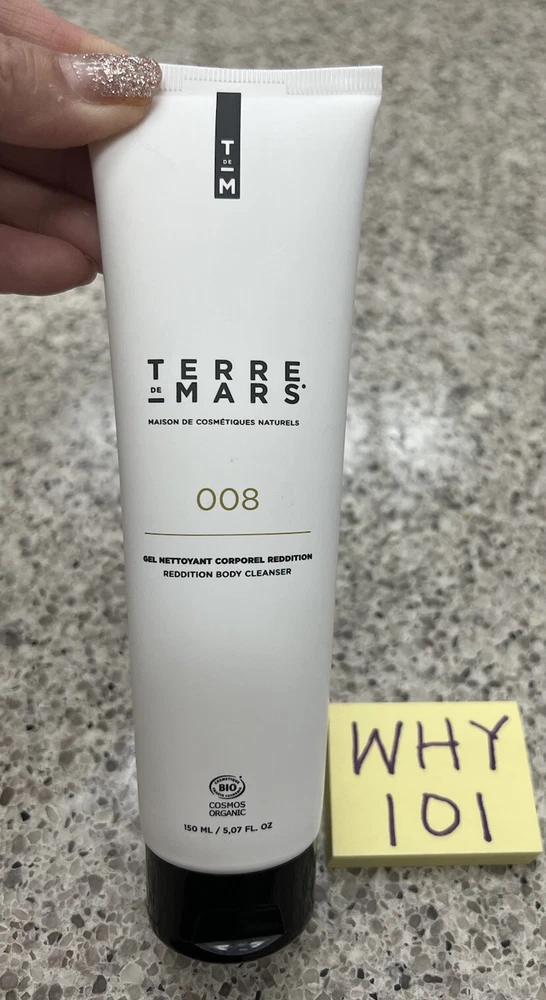 T
DE
M
TERRE
DE MARS
MAISON DE COSMÉTIQUES NATURELS
008
GEL NETTOYANT CORPOREL REDDITION
REDDITION BODY CLEANSER
BIO
COSMOS
ORGANIC
150 ML / 5,07 FL. OZ
WHY
101